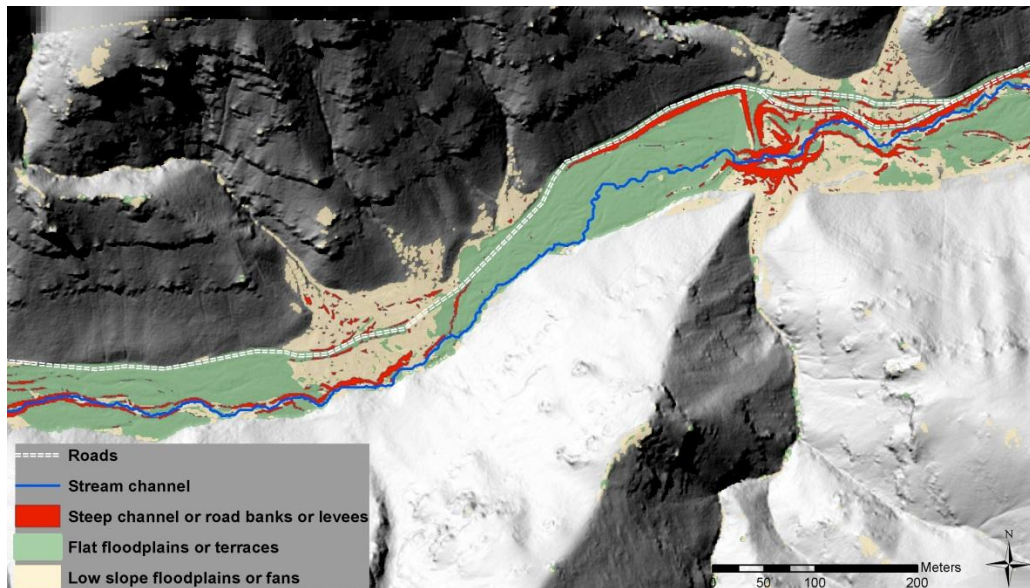 Roads
Stream channel
Steep channel or road banks or levees
Flat floodplains or terraces
Low slope floodplains or fans
Meters
0 50 100 200
N